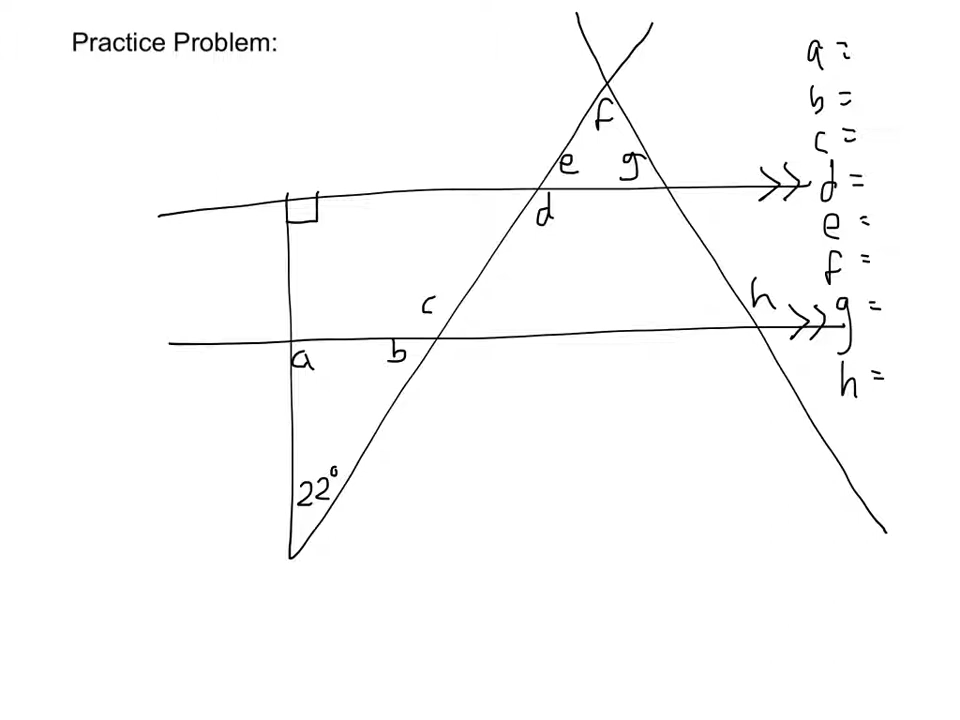 Practice Problem:
a =
b =
c =
d =
e =
f =
g =
h =
f
e
g
d
c
h
a
b
22°